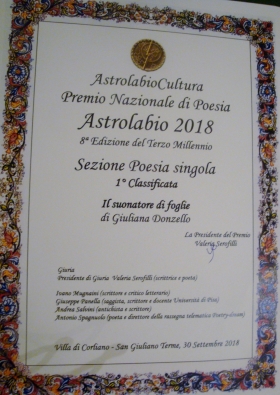 AstrolabioCultura
Premio Nazionale di Poesia
Astrolabio 2018
8ª Edizione del Terzo Millennio
Sezione Poesia singola
1° Classificata
Il suonatore di foglie
di Giuliana Donzello
La Presidente del Premio
Valeria Serofilli
Giuria
Presidente di Giuria Valeria Serofilli (scrittrice e poeta)
Ivano Mugnaini (scrittore e critico letterario)
Giuseppe Panella (saggista, scrittore e docente Università di Pisa)
Andrea Salvini (antichista e scrittore)
Antonio Spagnuolo (poeta e direttore della rassegna telematica Poetry-dream)
Villa di Corliano - San Giuliano Terme, 30 Settembre 2018